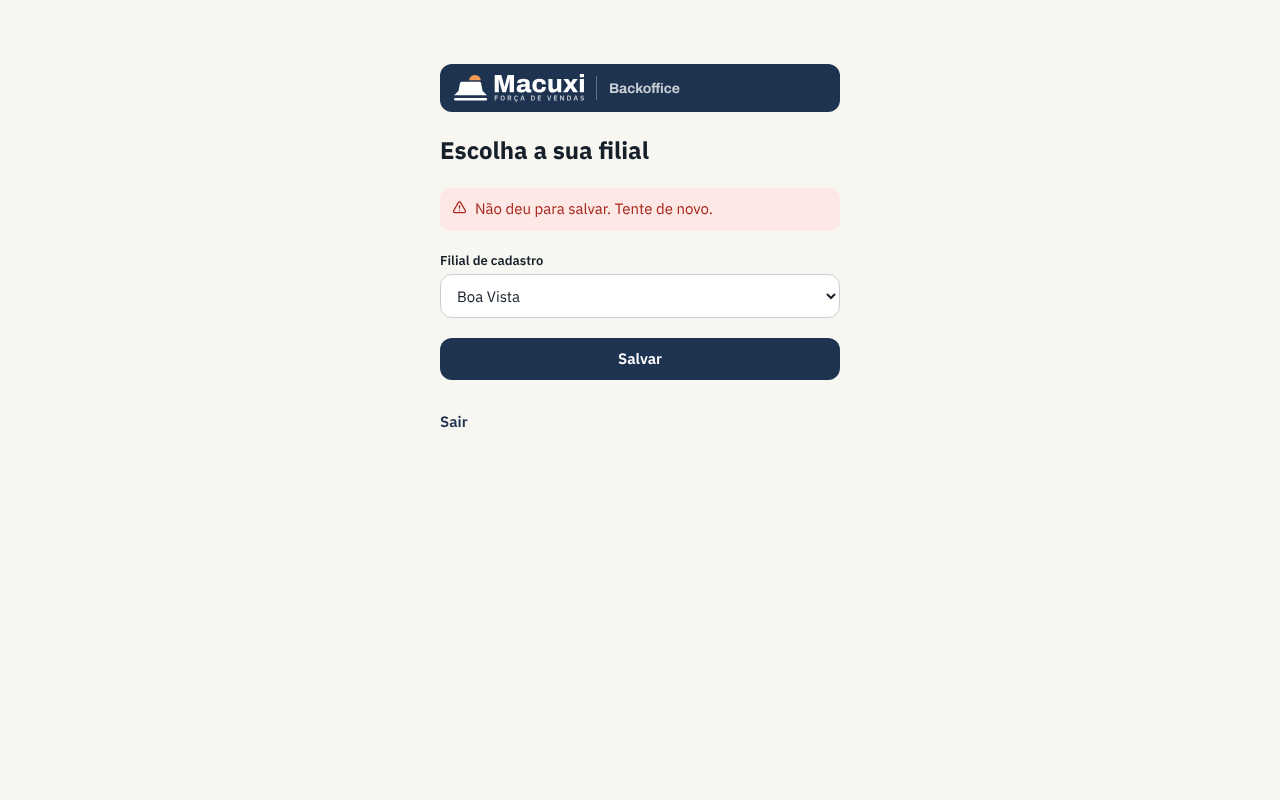 Macuxi
FORÇA DE VENDAS
Backoffice
Escolha a sua filial
Não deu para salvar. Tente de novo.
Filial de cadastro
Boa Vista
Salvar
Sair